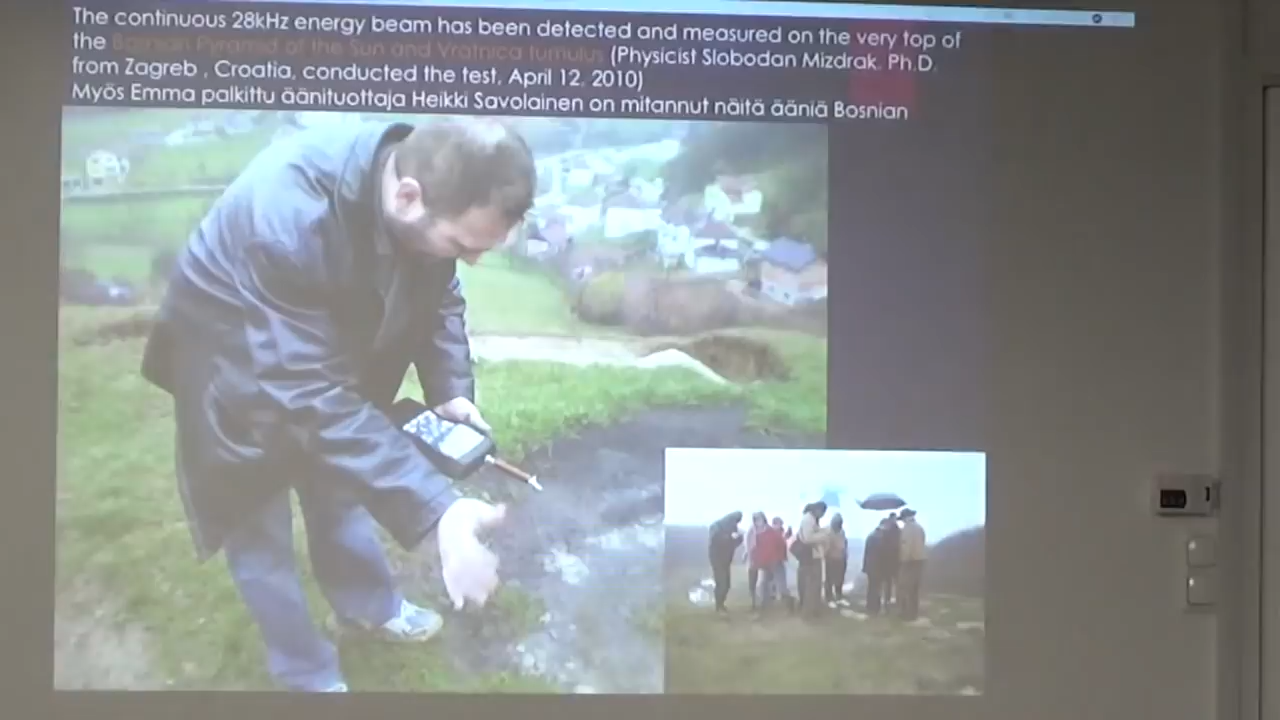 The continuous 28kHz energy beam has been detected and measured on the very top of
the Bosnian Pyramid of the Sun and Vratnica tumulus (Physicist Slobodan Mizdrak, Ph.D.
from Zagreb , Croatia, conducted the test, April 12, 2010)
Myös Emma palkittu äänituottaja Heikki Savolainen on mitannut näitä ääniä Bosnian